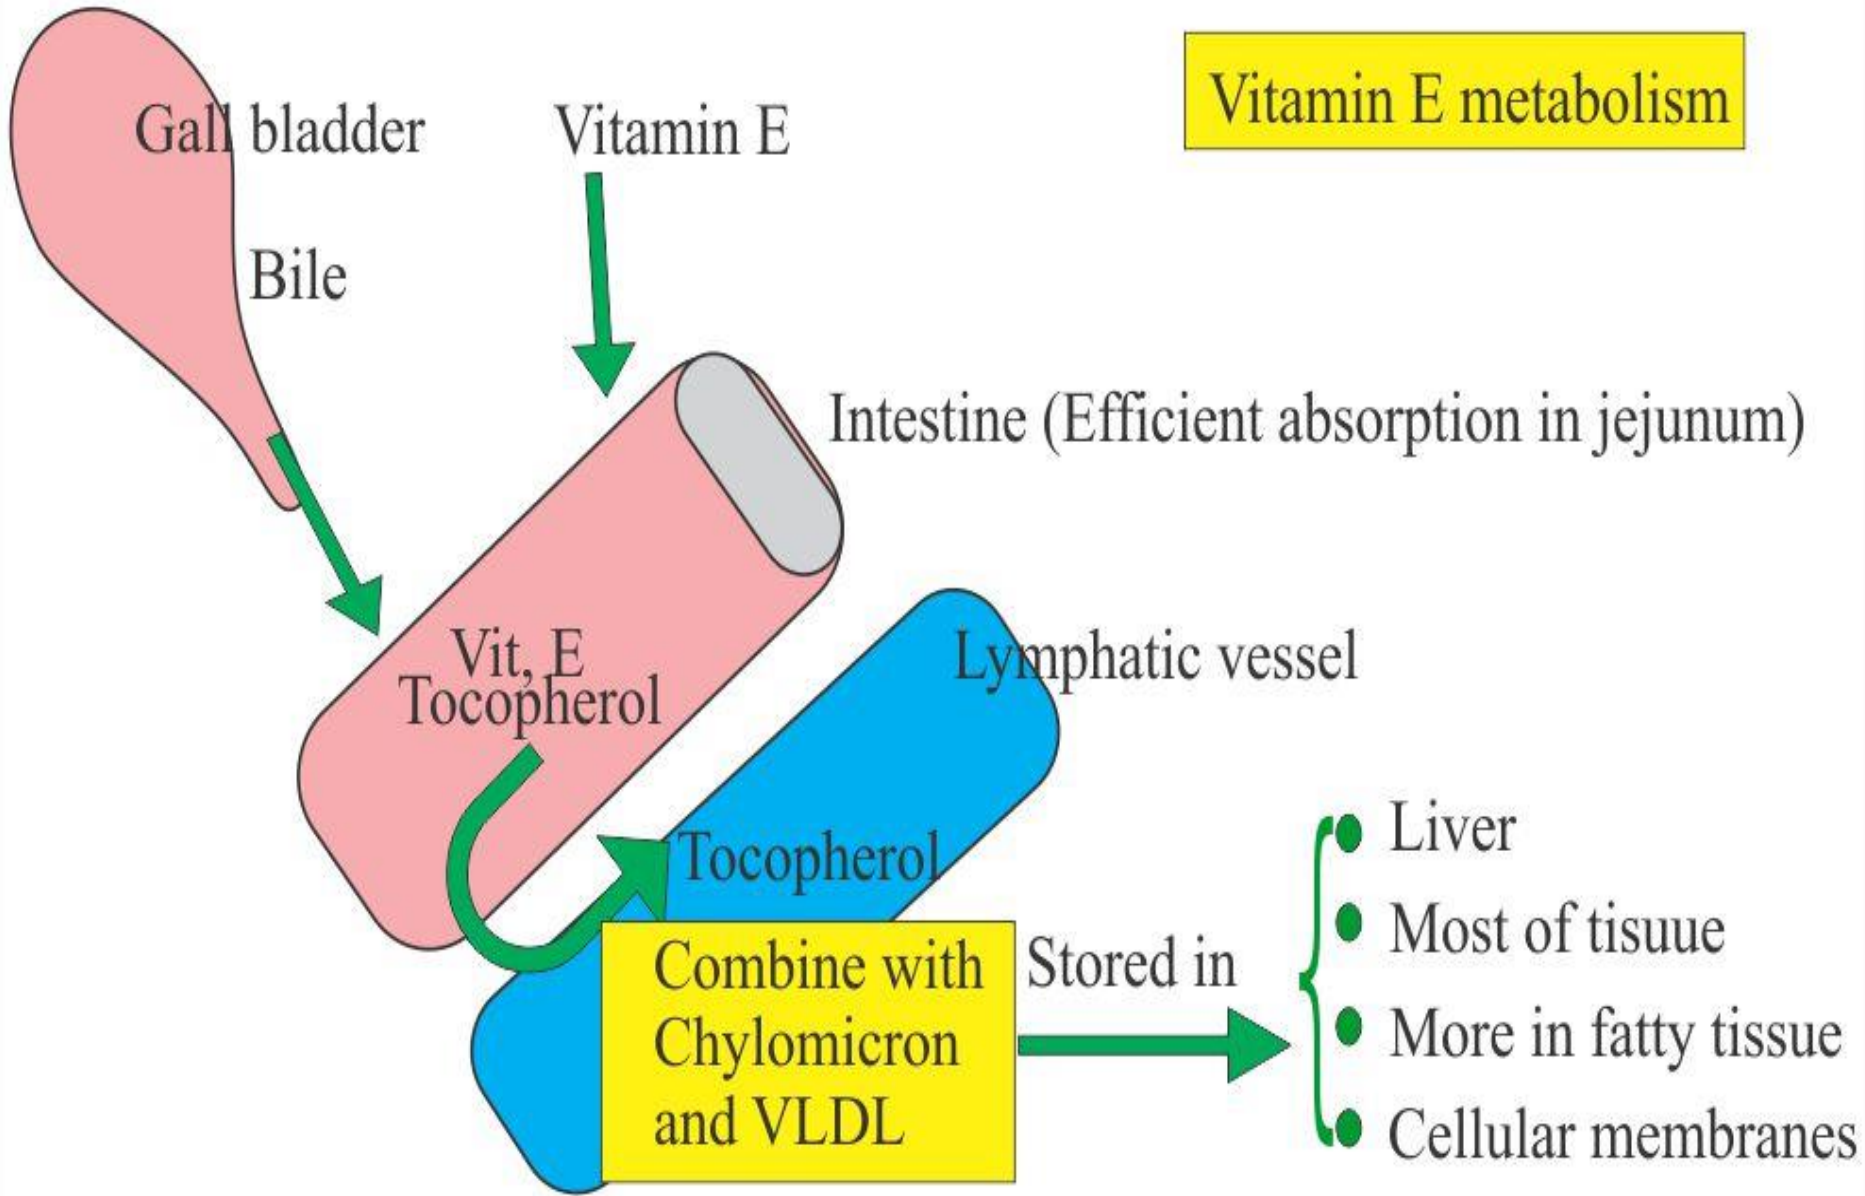 Vitamin E metabolism
Gall bladder
Vitamin E
Bile
Intestine (Efficient absorption in jejunum)
Vit, E
Tocopherol
Lymphatic vessel
Tocopherol
Combine with
Chylomicron
and VLDL
Stored in
Liver
Most of tisuue
More in fatty tissue
Cellular membranes